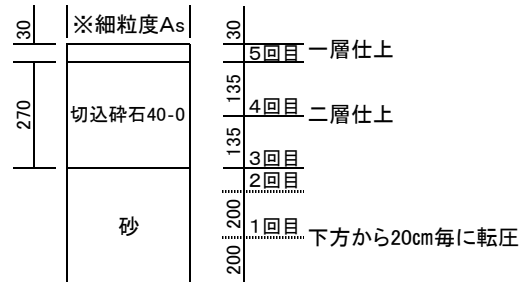 ※細粒度As
30
30
5回目 一層仕上
270
切込砕石40-0
135
4回目 二層仕上
135
3回目
2回目
砂
200
1回目 下方から20㎝毎に転圧
200